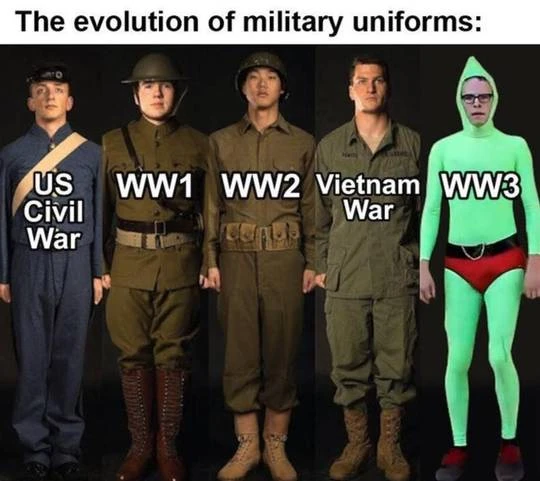 The evolution of military uniforms:
US
Civil
War
WW1
WW2
Vietnam
War
WW3